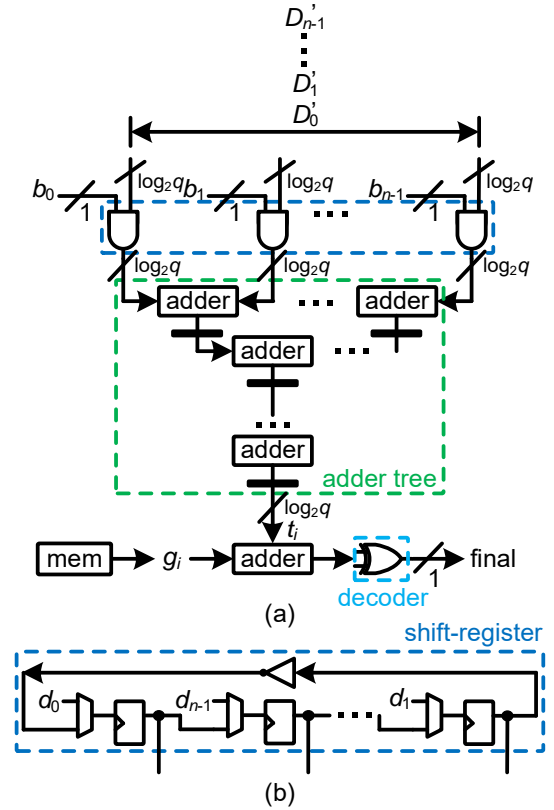 D'n-1
D'1
D'0
log2q log2q log2q
b0 b1 bn-1
1 1 1
log2q log2q log2q
adder adder
adder
adder
adder tree
log2q
ti
mem gi adder final
1
decoder
(a)
shift-register
d0 dn-1 d1
(b)